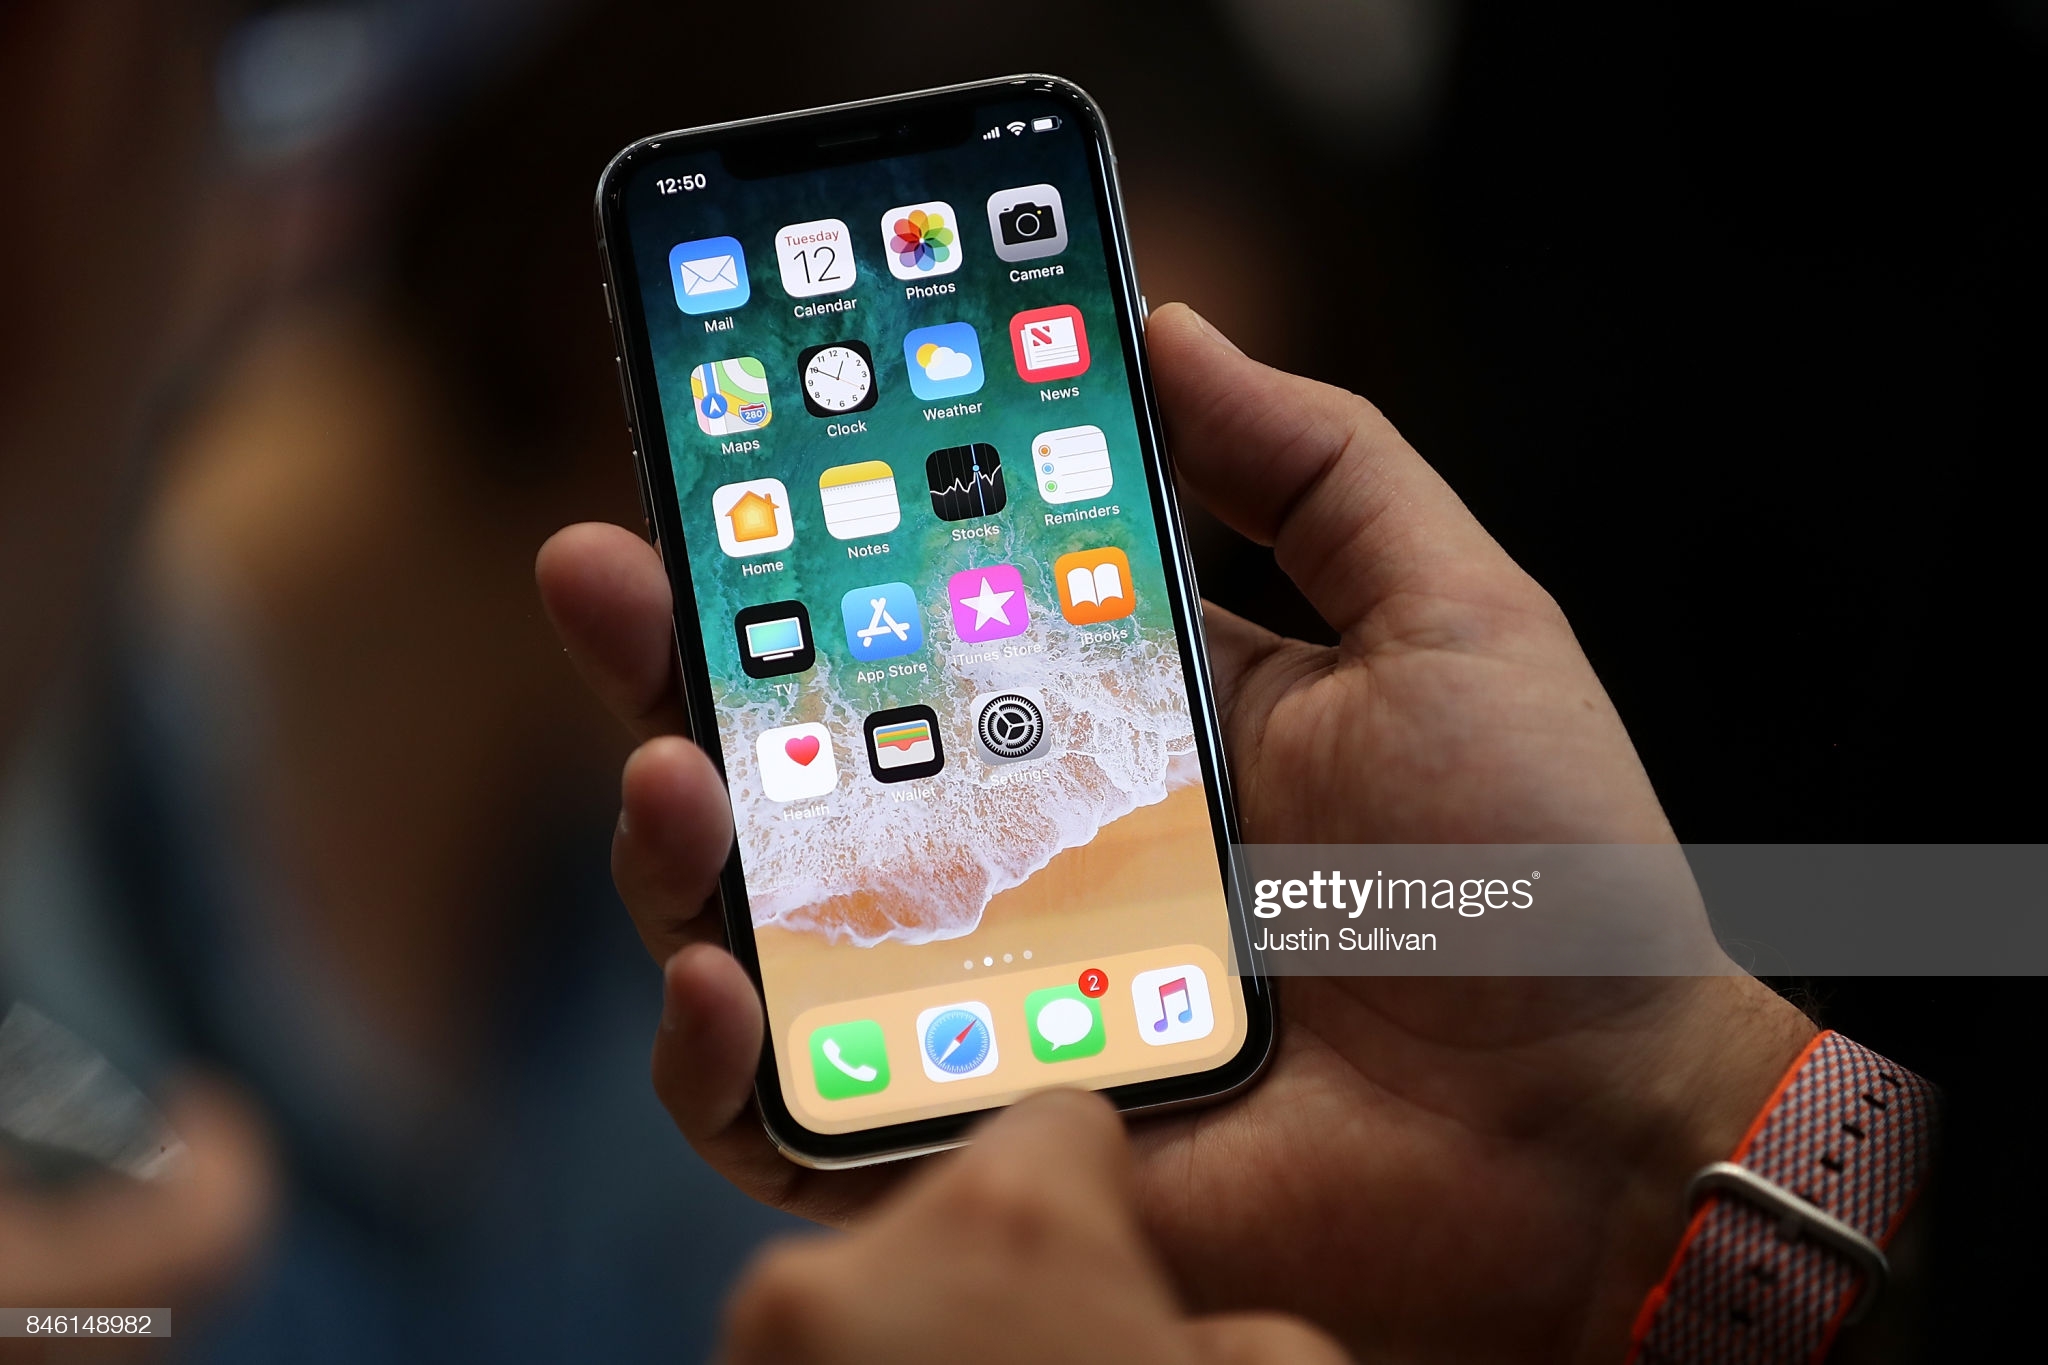 12:50
Tuesday
12
Mail
Calendar
Photos
Camera
280
Maps
Clock
Weather
News
Home
Notes
Stocks
Reminders
TV
App Store
iTunes Store
iBooks
Health
Wallet
Settings
2
gettyimages®
Justin Sullivan
846148982